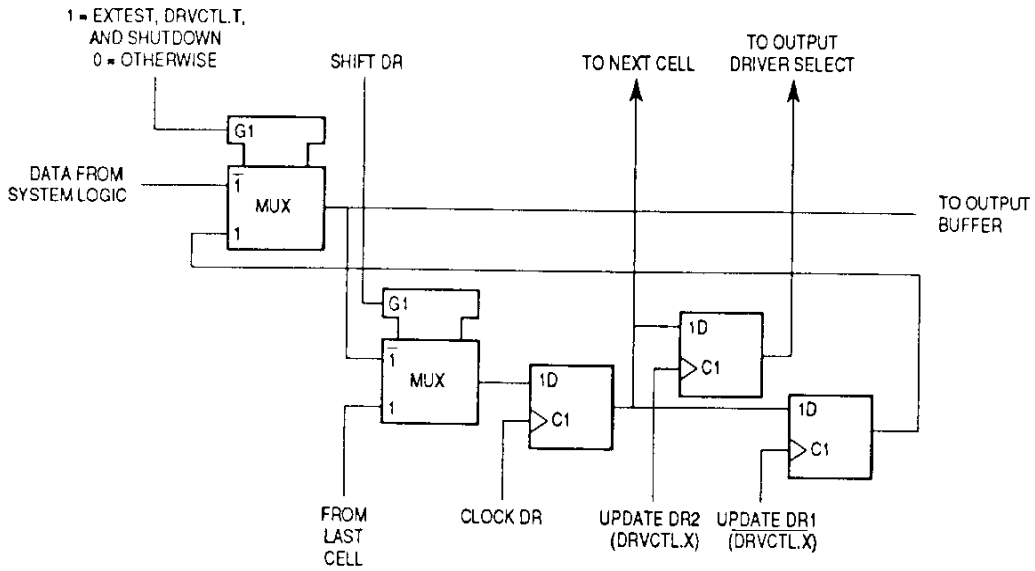 1 = EXTEST, DRVCTL.T,
AND SHUTDOWN
0 = OTHERWISE
SHIFT DR
TO NEXT CELL
TO OUTPUT
DRIVER SELECT
G1
DATA FROM
SYSTEM LOGIC
1̅
MUX
1
TO OUTPUT
BUFFER
G1
1̅
MUX
1
1D
C1
1D
C1
1D
C1
FROM
LAST
CELL
CLOCK DR
UPDATE DR2
(DRVCTL.X)
UPDATE DR1
(D̅R̅V̅C̅T̅L̅.̅X̅)